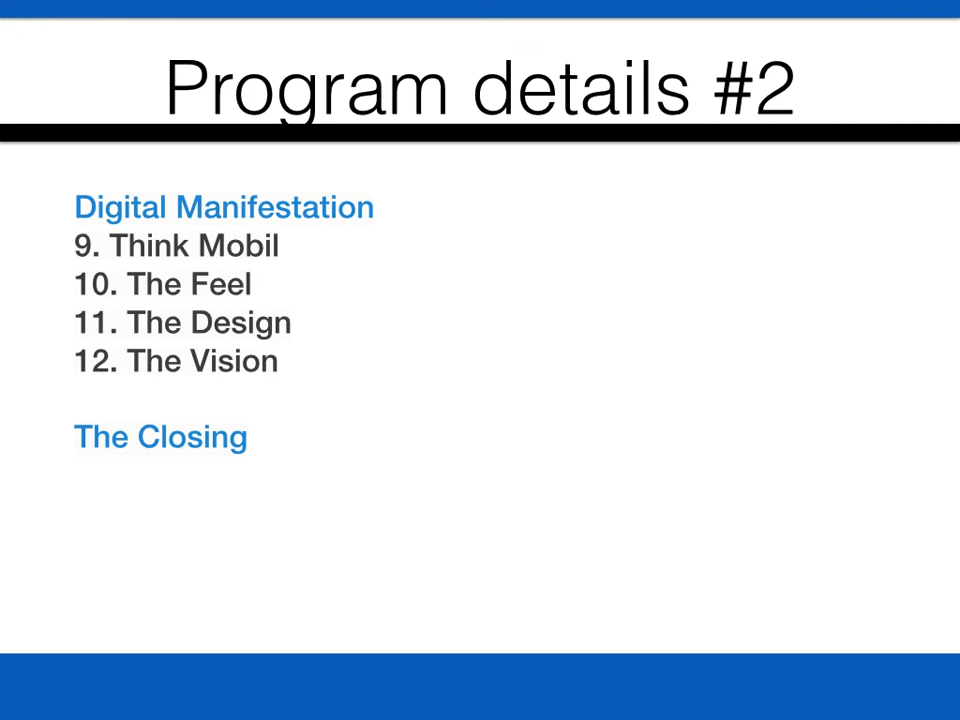 Program details #2
Digital Manifestation
9. Think Mobil
10. The Feel
11. The Design
12. The Vision
The Closing